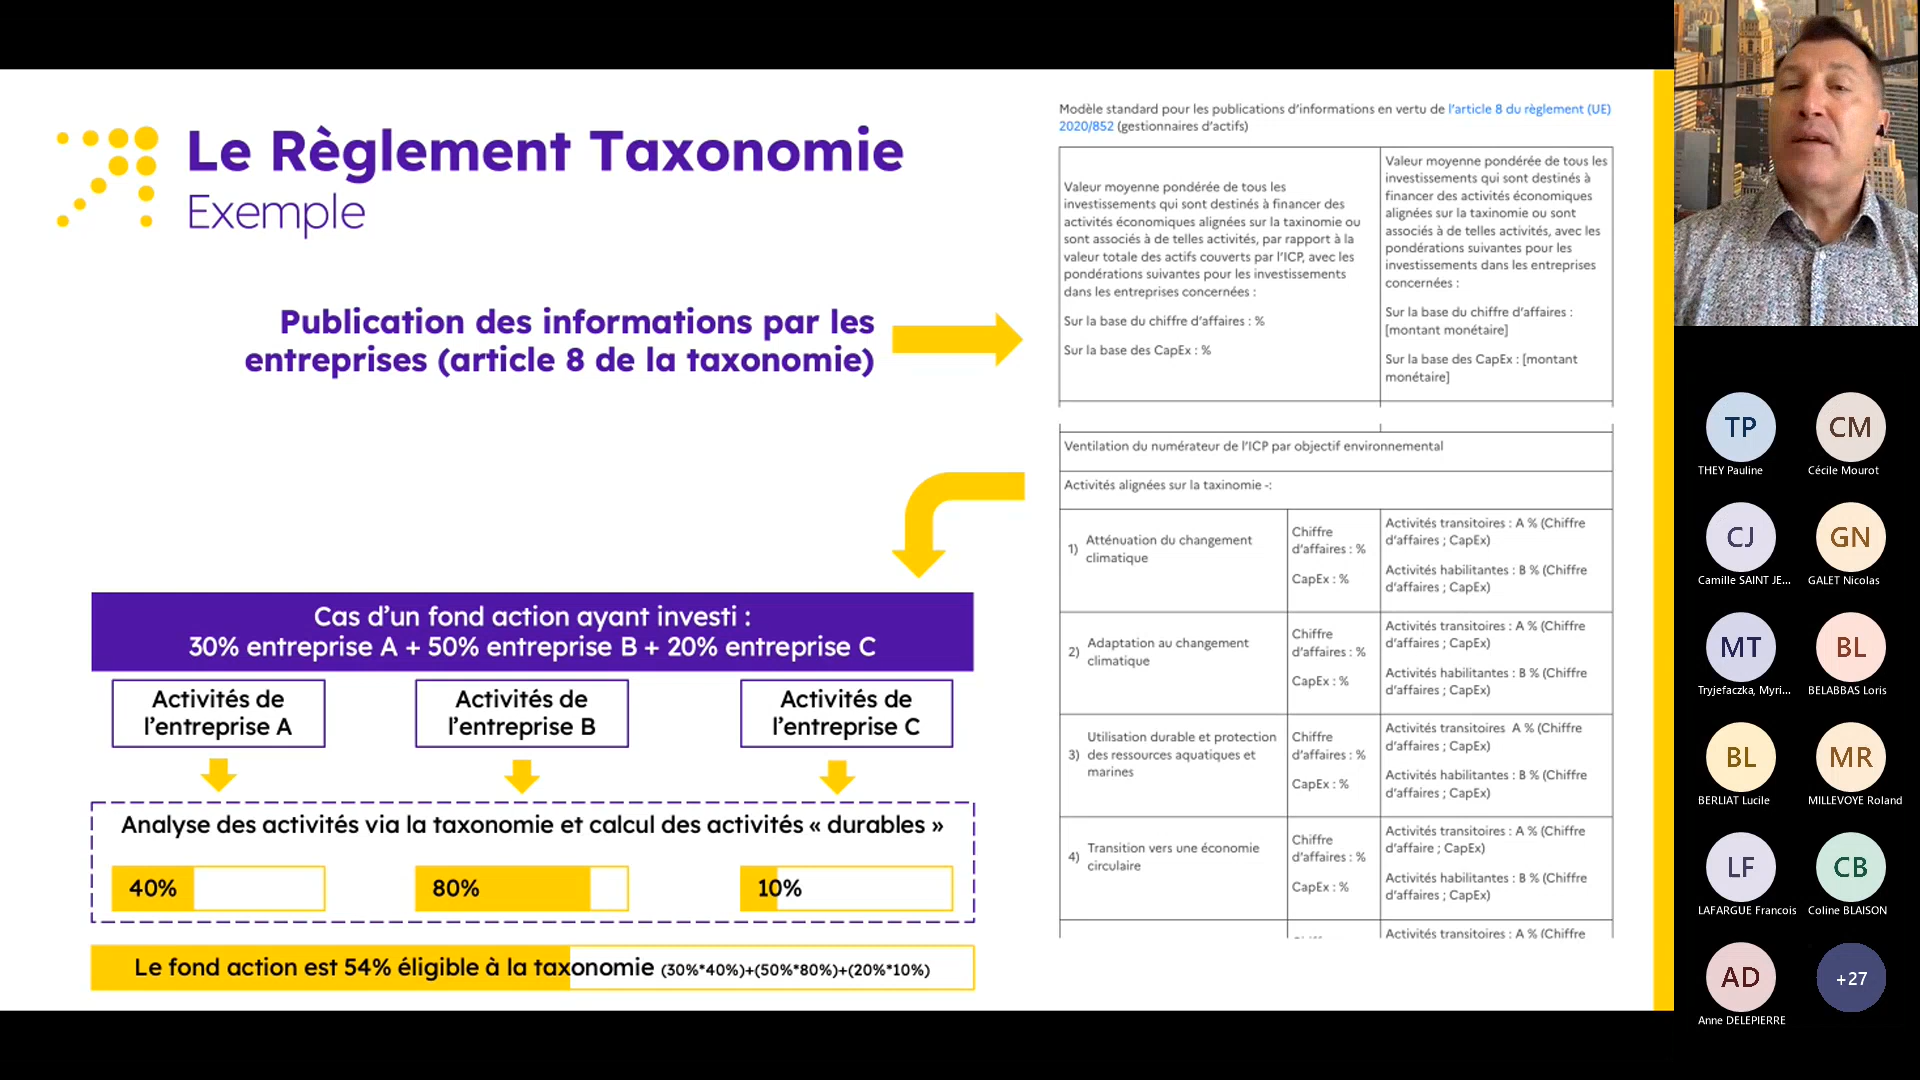 Le Règlement Taxonomie
Exemple
Publication des informations par les
entreprises (article 8 de la taxonomie)
Cas d’un fond action ayant investi :
30% entreprise A + 50% entreprise B + 20% entreprise C
Activités de
l’entreprise A
Activités de
l’entreprise B
Activités de
l’entreprise C
Analyse des activités via la taxonomie et calcul des activités « durables »
40%
80%
10%
Le fond action est 54% éligible à la taxonomie (30%*40%)+(50%*80%)+(20%*10%)
Modèle standard pour les publications d’informations en vertu de l’article 8 du règlement (UE)
2020/852 (gestionnaires d’actifs)
Valeur moyenne pondérée de tous les
investissements qui sont destinés à financer des
activités économiques alignées sur la taxinomie ou
sont associés à de telles activités, par rapport à la
valeur totale des actifs couverts par l’ICP, avec les
pondérations suivantes pour les investissements
dans les entreprises concernées :
Sur la base du chiffre d’affaires : %
Sur la base des CapEx : %
Valeur moyenne pondérée de tous les
investissements qui sont destinés à
financer des activités économiques
alignées sur la taxinomie ou sont
associés à de telles activités, avec les
pondérations suivantes pour les
investissements dans les entreprises
concernées :
Sur la base du chiffre d’affaires :
[montant monétaire]
Sur la base des CapEx : [montant
monétaire]
Ventilation du numérateur de l’ICP par objectif environnemental
Activités alignées sur la taxinomie -:
1) Atténuation du changement
climatique
Chiffre
d’affaires : %
CapEx : %
Activités transitoires : A % (Chiffre
d’affaires ; CapEx)
Activités habilitantes : B % (Chiffre
d’affaires ; CapEx)
2) Adaptation au changement
climatique
Chiffre
d’affaires : %
CapEx : %
Activités transitoires : A % (Chiffre
d’affaires ; CapEx)
Activités habilitantes : B % (Chiffre
d’affaires ; CapEx)
3) Utilisation durable et protection
des ressources aquatiques et
marines
Chiffre
d’affaires : %
CapEx : %
Activités transitoires A % (Chiffre
d’affaires ; CapEx)
Activités habilitantes : B % (Chiffre
d’affaires ; CapEx)
4) Transition vers une économie
circulaire
Chiffre
d’affaires : %
CapEx : %
Activités transitoires : A % (Chiffre
d’affaire ; CapEx)
Activités habilitantes : B % (Chiffre
d’affaires ; CapEx)
Activités transitoires : A % (Chiffre
TP
THEY Pauline
CM
Cécile Mourot
CJ
Camille SAINT JE...
GN
GALET Nicolas
MT
Tryjefaczka, Myri...
BL
BELABBAS Loris
BL
BERLIAT Lucile
MR
MILLEVOYE Roland
LF
LAFARGUE Francois
CB
Coline BLAISON
AD
Anne DELEPIERRE
+27